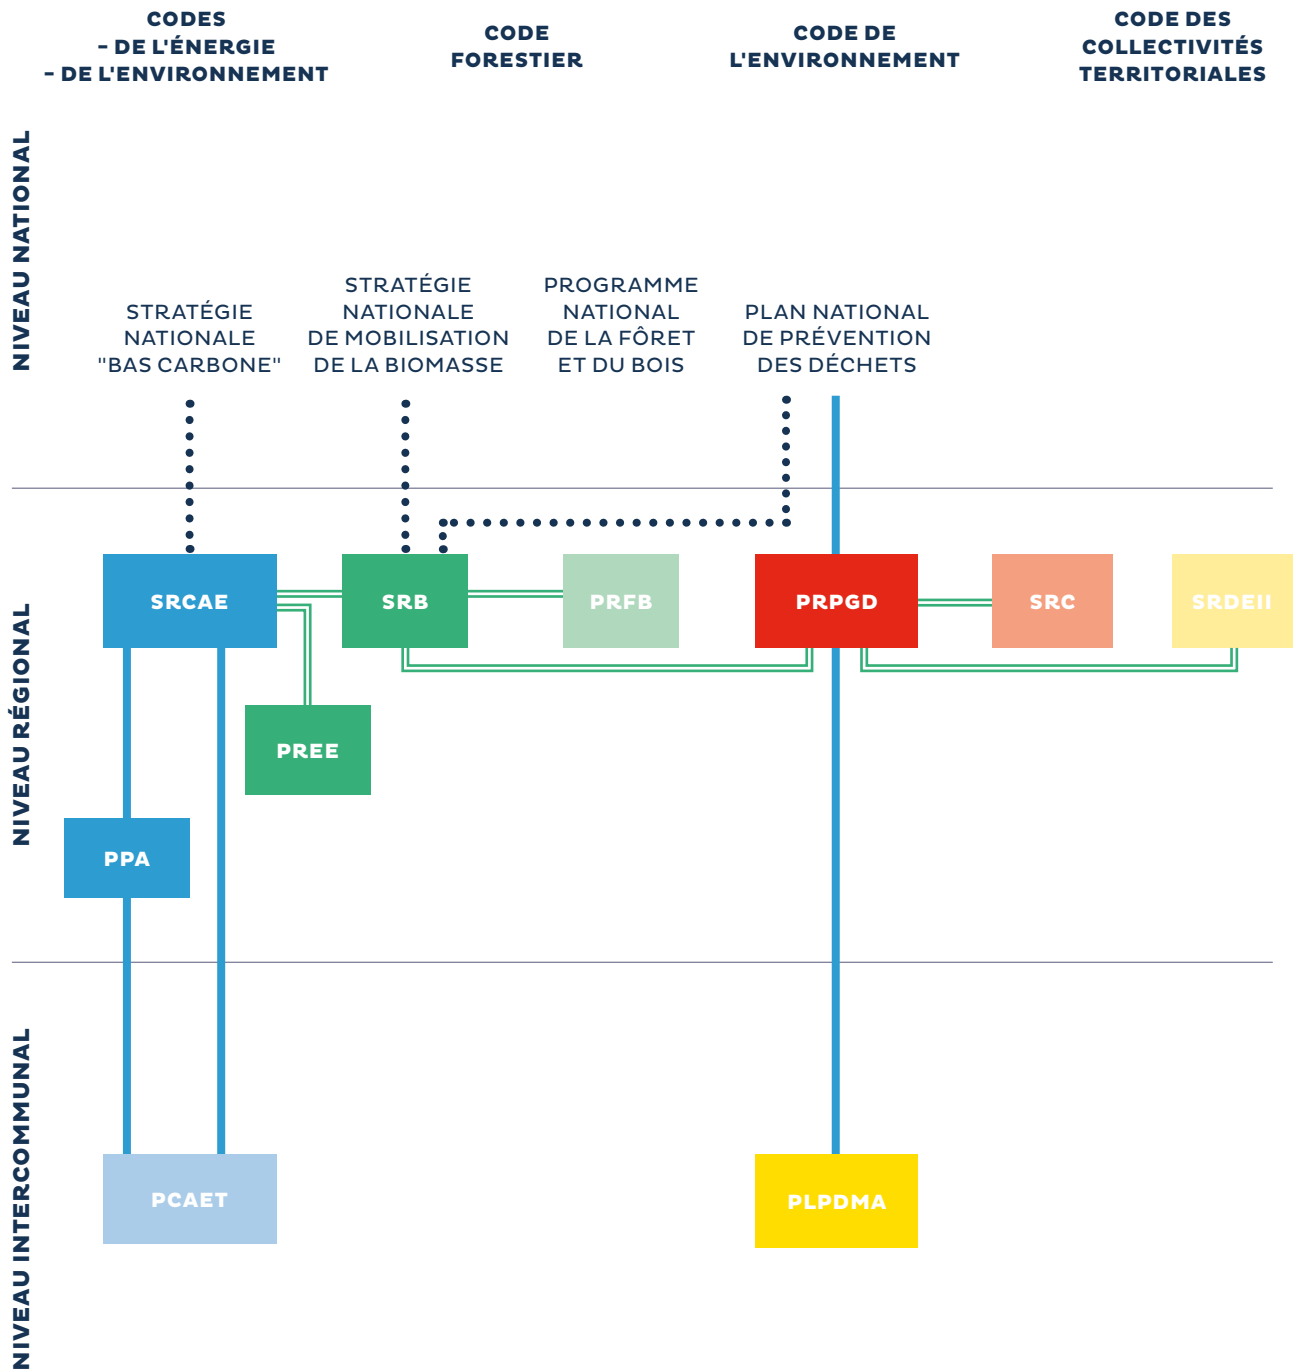 CODES
- DE L'ÉNERGIE
- DE L'ENVIRONNEMENT
CODE
FORESTIER
CODE DE
L'ENVIRONNEMENT
CODE DES
COLLECTIVITÉS
TERRITORIALES
NIVEAU NATIONAL
STRATÉGIE
NATIONALE
"BAS CARBONE"
STRATÉGIE
NATIONALE
DE MOBILISATION
DE LA BIOMASSE
PROGRAMME
NATIONAL
DE LA FÔRET
ET DU BOIS
PLAN NATIONAL
DE PRÉVENTION
DES DÉCHETS
NIVEAU RÉGIONAL
SRCAE
SRB
PRFB
PRPGD
SRC
SRDEII
PREE
PPA
NIVEAU INTERCOMMUNAL
PCAET
PLPDMA